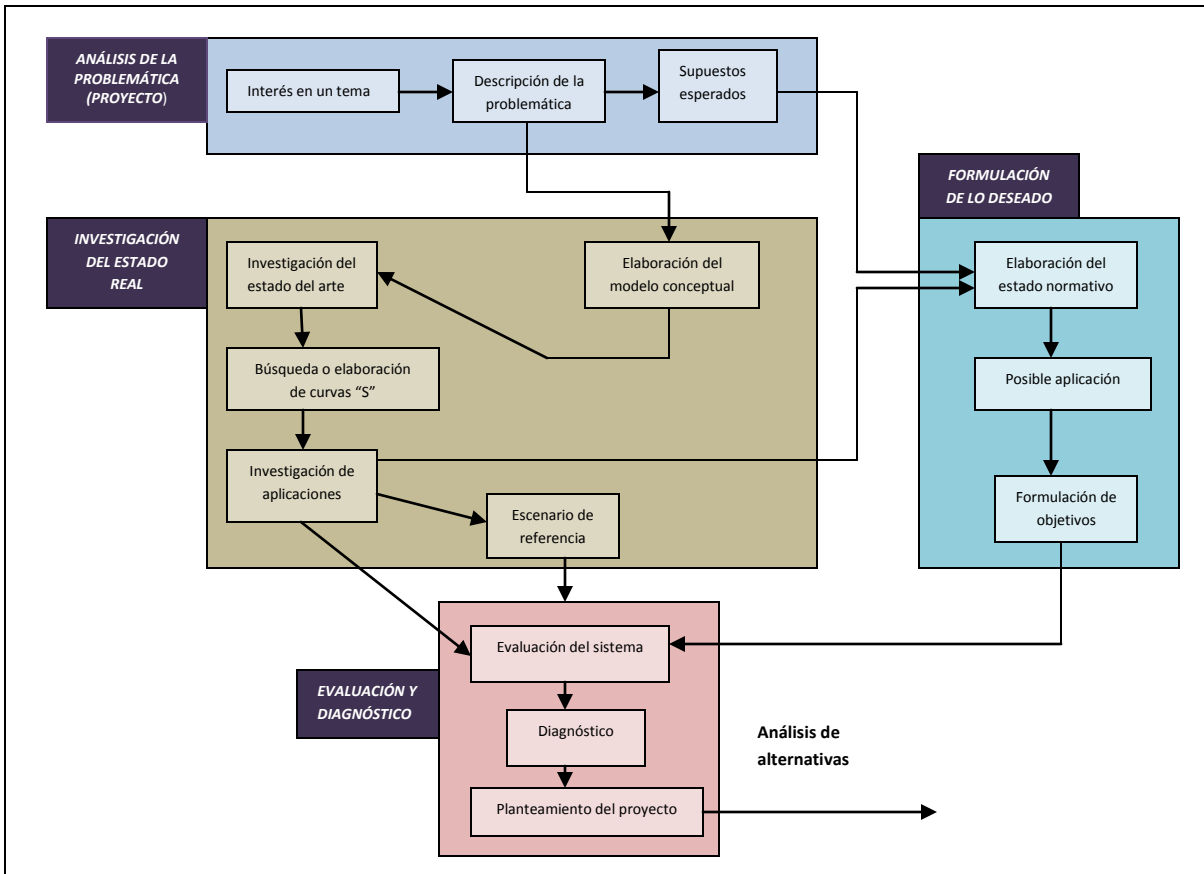 ANÁLISIS DE LA
PROBLEMÁTICA
(PROYECTO)
Interés en un tema
Descripción de la
problemática
Supuestos
esperados
FORMULACIÓN
DE LO DESEADO
INVESTIGACIÓN
DEL ESTADO
REAL
Investigación del
estado del arte
Elaboración del
modelo conceptual
Elaboración del
estado normativo
Búsqueda o elaboración
de curvas “S”
Posible aplicación
Investigación de
aplicaciones
Escenario de
referencia
Formulación de
objetivos
Evaluación del sistema
EVALUACIÓN Y
DIAGNÓSTICO
Diagnóstico
Análisis de
alternativas
Planteamiento del proyecto